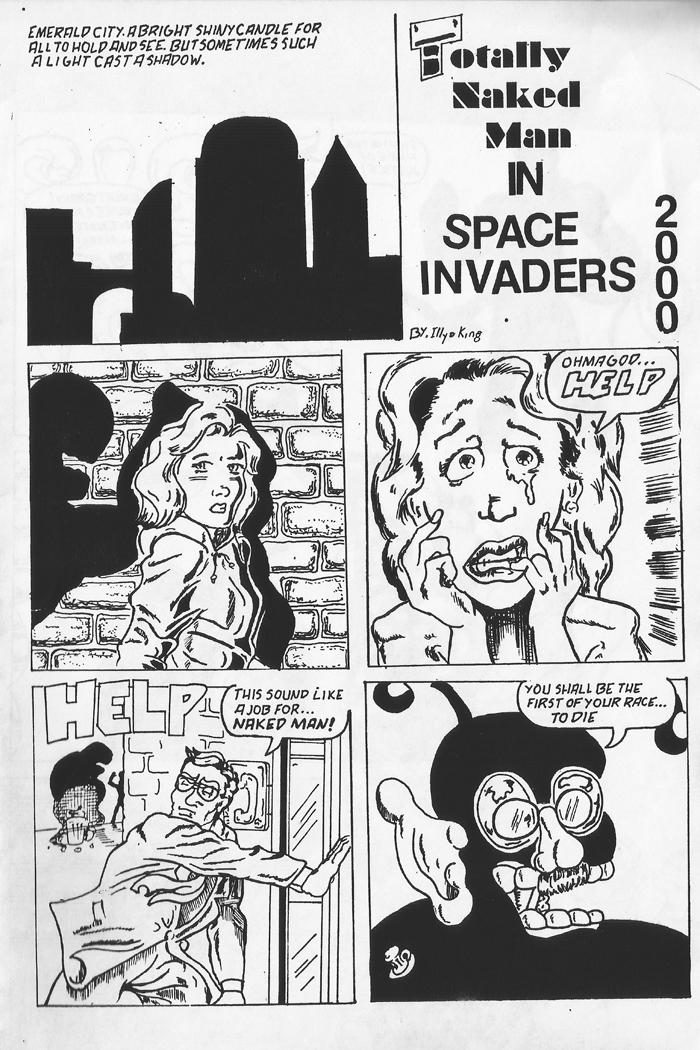 EMERALD CITY. A BRIGHT SHINY CANDLE FOR
ALL TO HOLD AND SEE. BUT SOMETIMES SUCH
A LIGHT CAST A SHADOW.
Totally
Naked
Man
IN
SPACE
INVADERS
2000
BY. Illya King
OHMAGOD...
HELP
HELP
THIS SOUND LIKE
A JOB FOR...
NAKED MAN!
YOU SHALL BE THE
FIRST OF YOUR RACE...
TO DIE